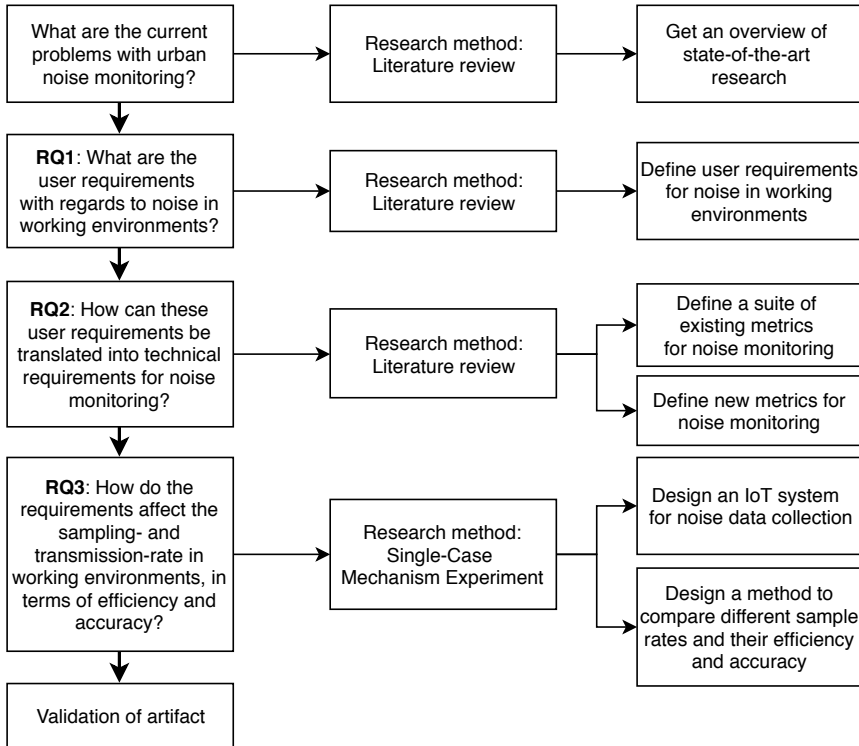 What are the current
problems with urban
noise monitoring?
Research method:
Literature review
Get an overview of
state-of-the-art
research
RQ1: What are the
user requirements
with regards to noise in
working environments?
Research method:
Literature review
Define user requirements
for noise in working
environments
RQ2: How can these
user requirements be
translated into technical
requirements for noise
monitoring?
Research method:
Literature review
Define a suite of
existing metrics
for noise monitoring
Define new metrics for
noise monitoring
RQ3: How do the
requirements affect the
sampling- and
transmission-rate in
working environments, in
terms of efficiency and
accuracy?
Research method:
Single-Case
Mechanism Experiment
Design an IoT system
for noise data collection
Design a method to
compare different sample
rates and their efficiency
and accuracy
Validation of artifact